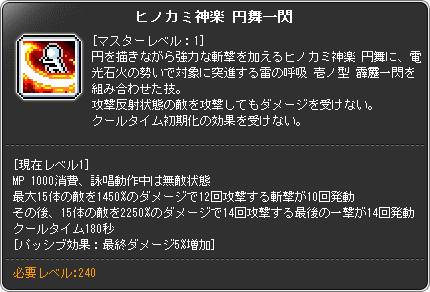 ヒノカミ神楽 円舞一閃
[マスターレベル：1]
円を描きながら強力な斬撃を加えるヒノカミ神楽 円舞に、電
光石火の勢いで対象に突進する雷の呼吸 壱ノ型 霹靂一閃を
組み合わせた技。
攻撃反射状態の敵を攻撃してもダメージを受けない。
クールタイム初期化の効果を受けない。
[現在レベル1]
MP 1000消費、詠唱動作中は無敵状態
最大15体の敵を1450%のダメージで12回攻撃する斬撃が10回発動
その後、15体の敵を2250%のダメージで14回攻撃する最後の一撃が14回発動
クールタイム180秒
[パッシブ効果：最終ダメージ5%増加]
必要レベル:240